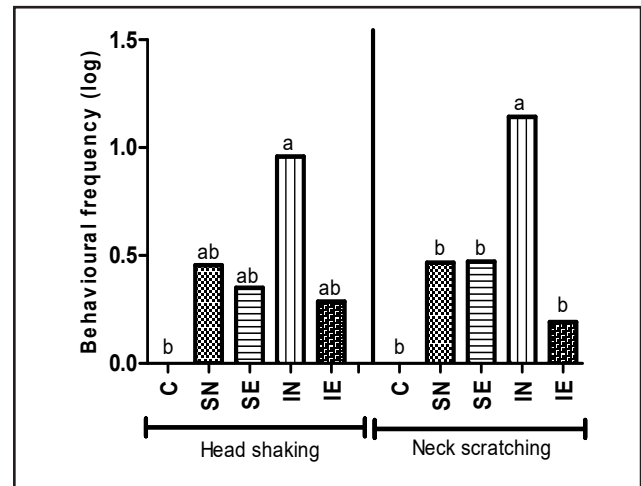 Behavioural frequency (log)
1.5
1.0
0.5
0.0
b
ab
ab
a
ab
b
b
b
a
b
C
SN
SE
IN
IE
C
SN
SE
IN
IE
Head shaking
Neck scratching